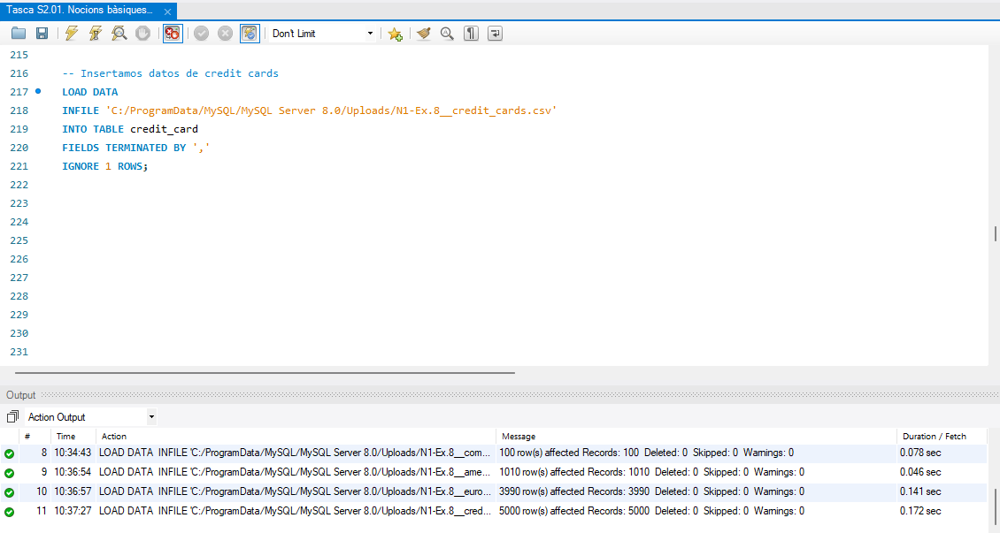 Tasca S2.01. Nocions bàsiques...
Don't Limit
215
216 -- Insertamos datos de credit cards
217 LOAD DATA
218 INFILE 'C:/ProgramData/MySQL/MySQL Server 8.0/Uploads/N1-Ex.8__credit_cards.csv'
219 INTO TABLE credit_card
220 FIELDS TERMINATED BY ','
221 IGNORE 1 ROWS;
222
223
224
225
226
227
228
229
230
231
Output
Action Output
# Time Action Message Duration / Fetch
8 10:34:43 LOAD DATA INFILE 'C:/ProgramData/MySQL/MySQL Server 8.0/Uploads/N1-Ex.8__com... 100 row(s) affected Records: 100 Deleted: 0 Skipped: 0 Warnings: 0 0.078 sec
9 10:36:54 LOAD DATA INFILE 'C:/ProgramData/MySQL/MySQL Server 8.0/Uploads/N1-Ex.8__ame... 1010 row(s) affected Records: 1010 Deleted: 0 Skipped: 0 Warnings: 0 0.046 sec
10 10:36:57 LOAD DATA INFILE 'C:/ProgramData/MySQL/MySQL Server 8.0/Uploads/N1-Ex.8__euro... 3990 row(s) affected Records: 3990 Deleted: 0 Skipped: 0 Warnings: 0 0.141 sec
11 10:37:27 LOAD DATA INFILE 'C:/ProgramData/MySQL/MySQL Server 8.0/Uploads/N1-Ex.8__cred... 5000 row(s) affected Records: 5000 Deleted: 0 Skipped: 0 Warnings: 0 0.172 sec